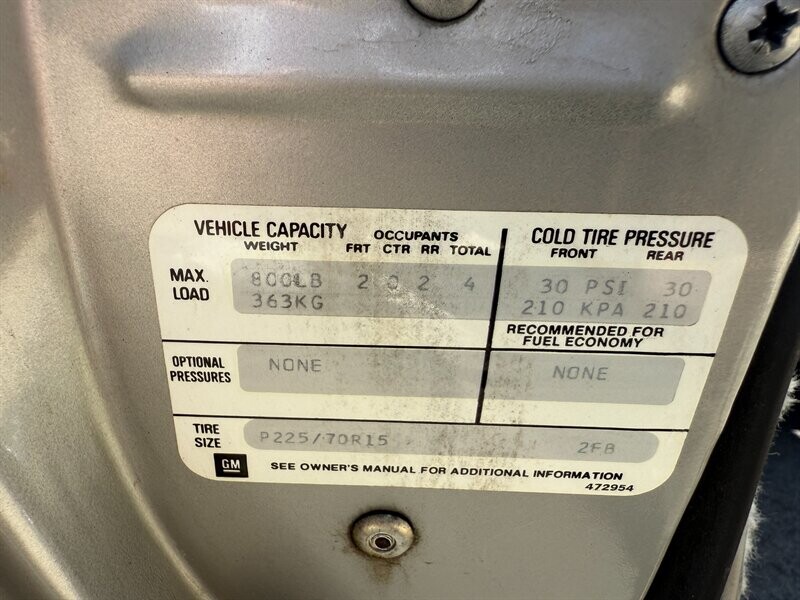 VEHICLE CAPACITY COLD TIRE PRESSURE
WEIGHT OCCUPANTS FRONT REAR
FRT CTR RR TOTAL
MAX. LOAD 800LB 2 0 2 4 30 PSI 30
363KG 210 KPA 210
RECOMMENDED FOR
FUEL ECONOMY
OPTIONAL
PRESSURES NONE NONE
TIRE
SIZE P225/70R15 2FB
GM SEE OWNER'S MANUAL FOR ADDITIONAL INFORMATION
472954